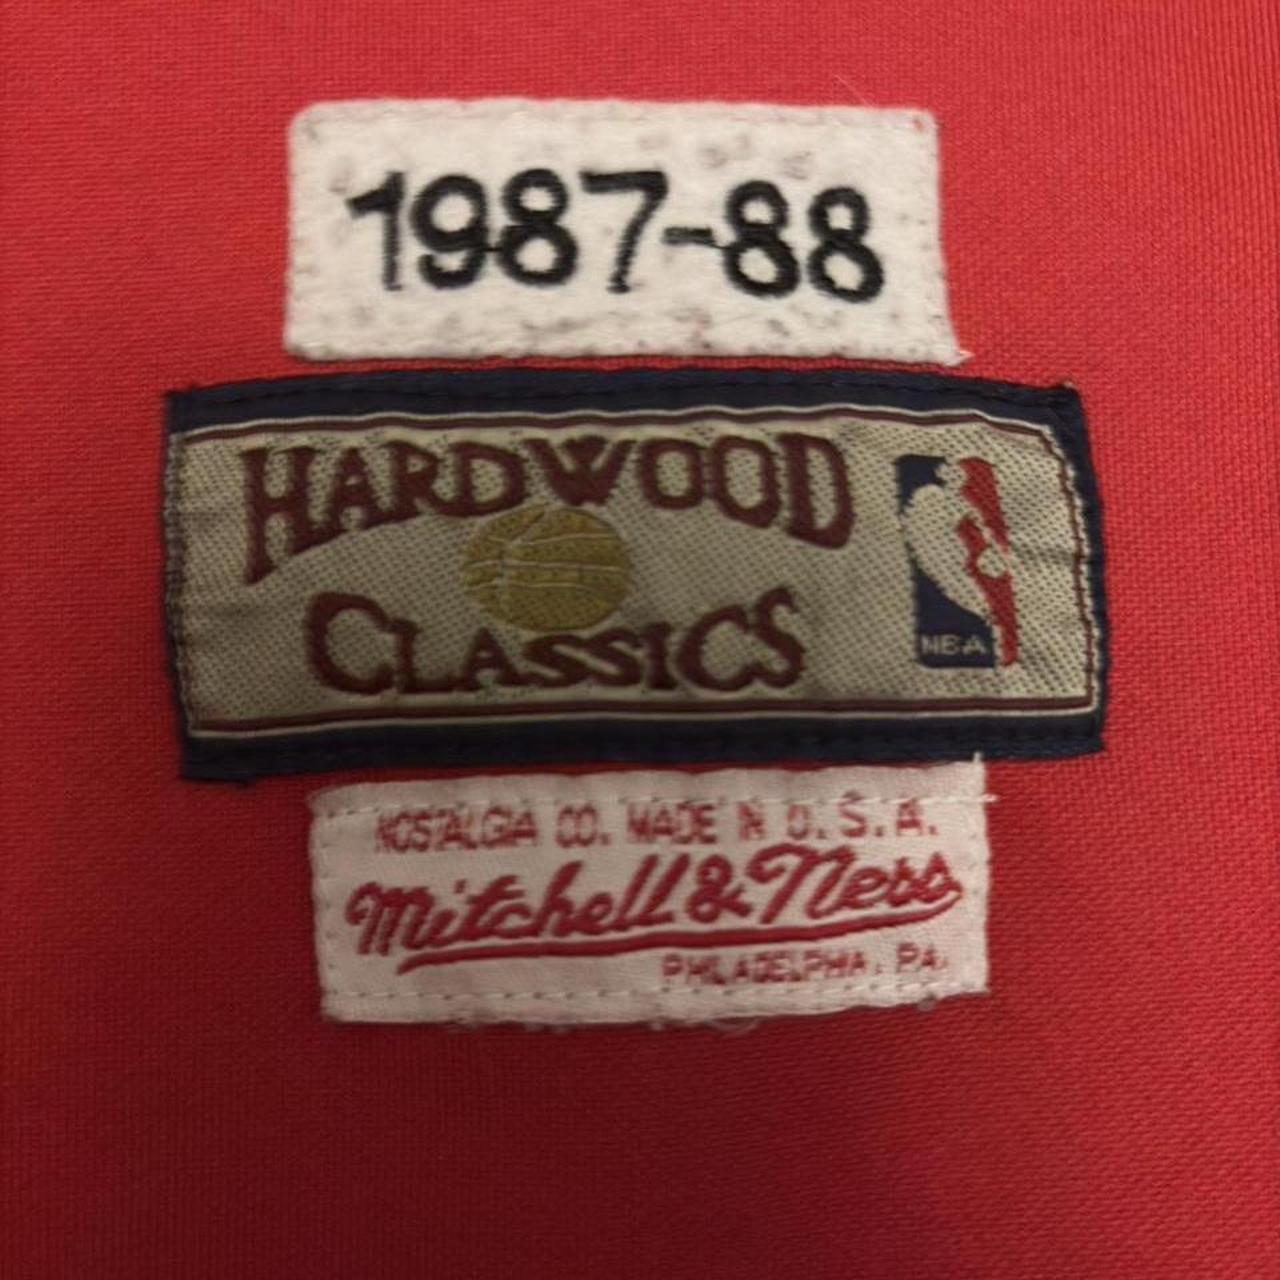 1987-88
HARDWOOD
CLASSICS
NBA
NOSTALGIA CO. MADE IN U.S.A.
Mitchell & Ness
PHILADELPHIA, PA.